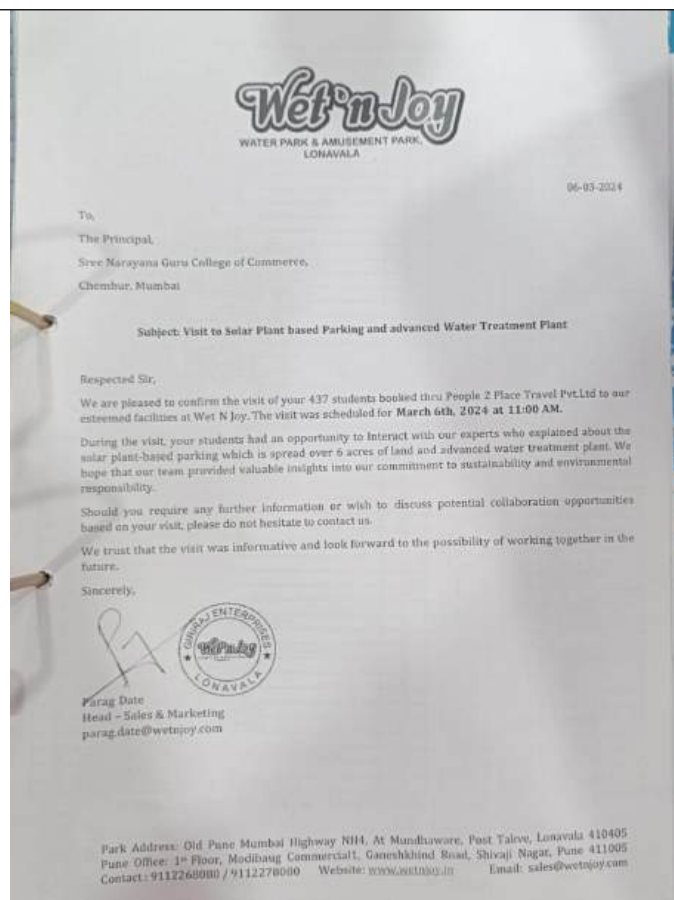 Wet'n Joy
WATER PARK & AMUSEMENT PARK,
LONAVALA
06-03-2024
To,
The Principal,
Sree Narayana Guru College of Commerce,
Chembur, Mumbai
Subject: Visit to Solar Plant based Parking and advanced Water Treatment Plant
Respected Sir,
We are pleased to confirm the visit of your 437 students booked thru People 2 Place Travel Pvt.Ltd to our
esteemed facilities at Wet N Joy. The visit was scheduled for March 6th, 2024 at 11:00 AM.
During the visit, your students had an opportunity to Interact with our experts who explained about the
solar plant-based parking which is spread over 6 acres of land and advanced water treatment plant. We
hope that our team provided valuable insights into our commitment to sustainability and environmental
responsibility.
Should you require any further information or wish to discuss potential collaboration opportunities
based on your visit, please do not hesitate to contact us.
We trust that the visit was informative and look forward to the possibility of working together in the
future.
Sincerely,
GIRIRAJ ENTERPRISES
Wet'n Joy
LONAVALA
Parag Date
Head – Sales & Marketing
parag.date@wetnjoy.com
Park Address: Old Pune Mumbai Highway NH4, At Mundhaware, Post Takve, Lonavala 410405
Pune Office: 1st Floor, Modibaug Commercial1, Ganeshkhind Road, Shivaji Nagar, Pune 411005
Contact: 9112268080 / 9112278080 Website: www.wetnjoy.in Email: sales@wetnjoy.com